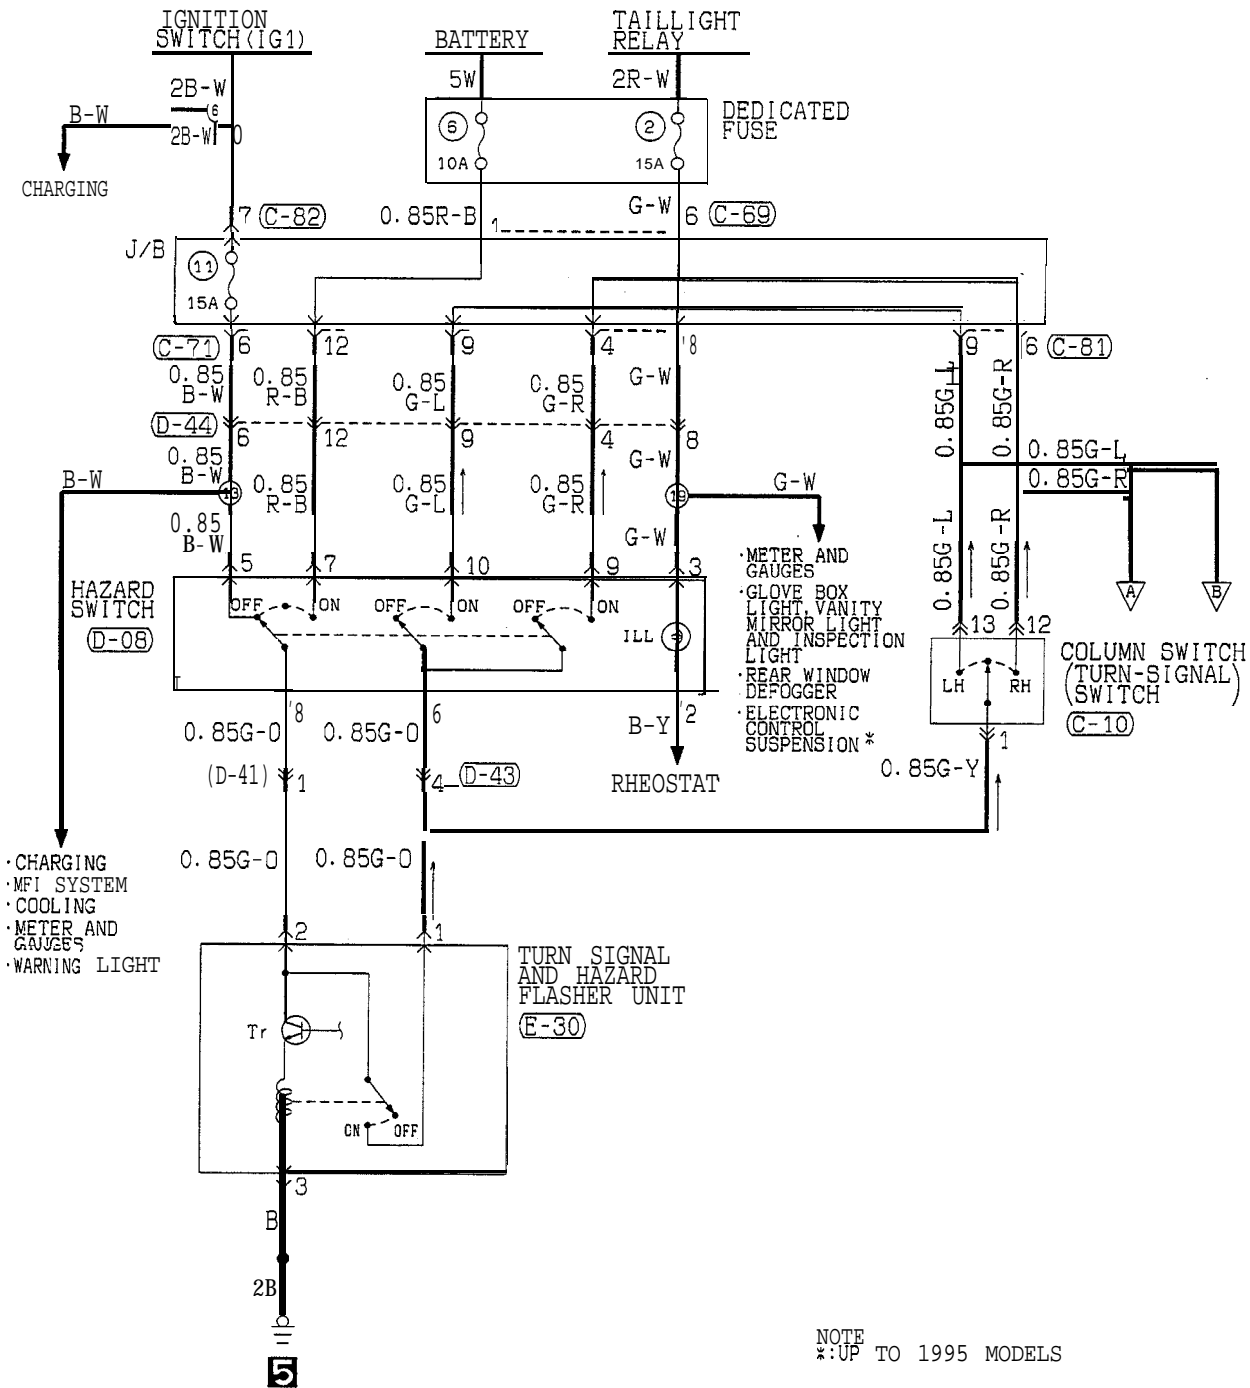 IGNITION
SWITCH(IG1)
BATTERY
TAILLIGHT
RELAY
2B-W
5W
2R-W
B-W
6
2B-W
DEDICATED
FUSE
6
10A
2
15A
CHARGING
7 (C-82)
0.85R-B
1
G-W
6 (C-69)
J/B
11
15A
(C-71)
6
12
9
4
'8
9
6 (C-81)
0.85
B-W
0.85
R-B
0.85
G-L
0.85
G-R
G-W
0.85G-L
0.85G-R
(D-44)
6
12
9
4
8
0.85
B-W
0.85
R-B
0.85
G-L
0.85
G-R
G-W
0.85G-L
0.85G-R
B-W
13
19
G-W
0.85
B-W
G-W
0.85G-L
0.85G-R
5
7
10
9
3
HAZARD
SWITCH
(D-08)
OFF
ON
OFF
ON
OFF
ILL
·METER AND
GAUGES
·GLOVE BOX
LIGHT, VANITY
MIRROR LIGHT
AND INSPECTION
LIGHT
·REAR WINDOW
DEFOGGER
·ELECTRONIC
CONTROL
SUSPENSION*
A
B
13
12
LH
RH
COLUMN SWITCH
(TURN-SIGNAL)
SWITCH
(C-10)
'8
6
'2
0.85G-O
0.85G-O
B-Y
1
0.85G-Y
(D-41)
1
4
(D-43)
RHEOSTAT
0.85G-O
0.85G-O
·CHARGING
·MFI SYSTEM
·COOLING
·METER AND
GAUGES
·WARNING LIGHT
2
1
TURN SIGNAL
AND HAZARD
FLASHER UNIT
(E-30)
Tr
ON
OFF
3
B
2B
5
NOTE
*:UP TO 1995 MODELS